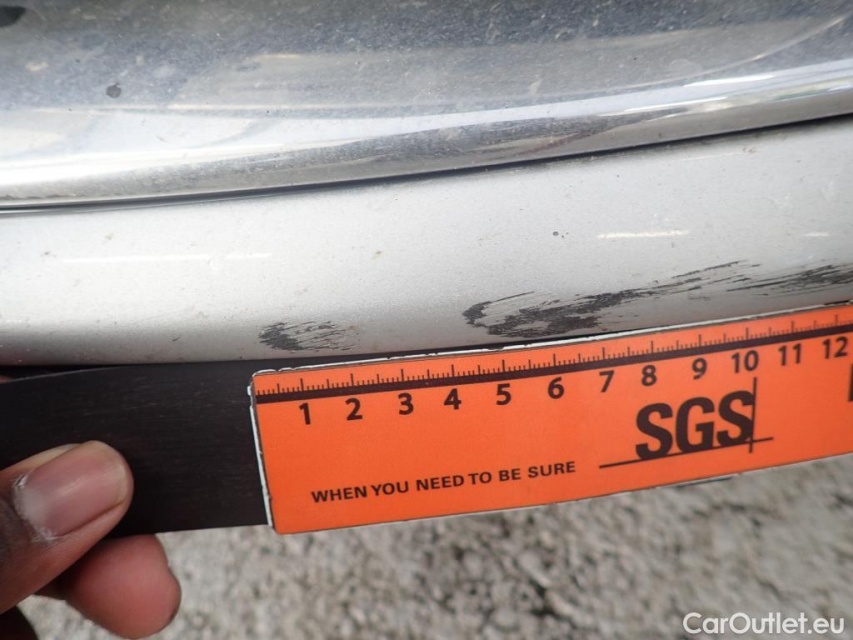 1 2 3 4 5 6 7 8 9 10 11 12
SGS
WHEN YOU NEED TO BE SURE
CarOutlet.eu